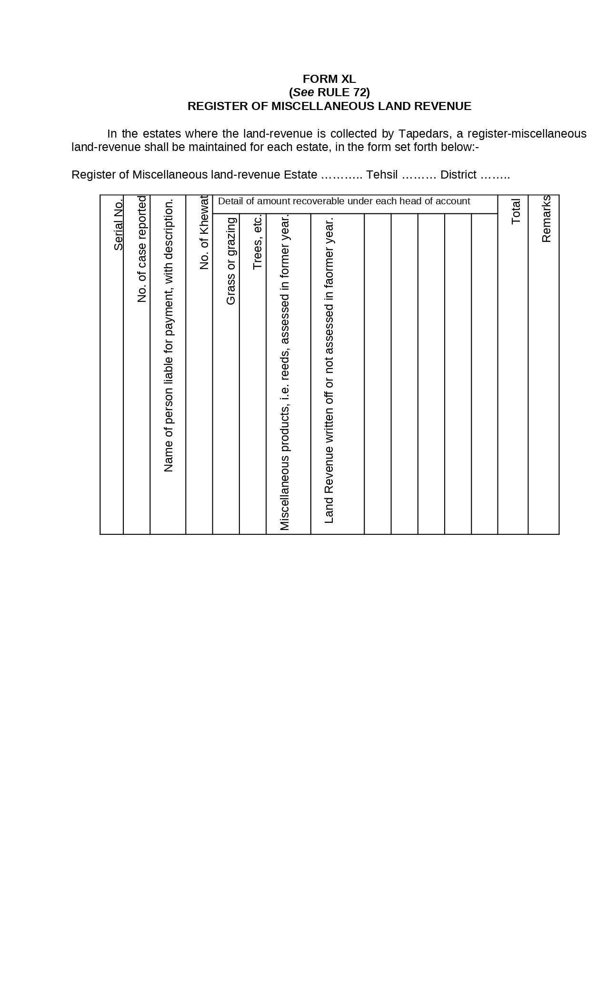 FORM XL
(See RULE 72)
REGISTER OF MISCELLANEOUS LAND REVENUE
In the estates where the land-revenue is collected by Tapedars, a register-miscellaneous
land-revenue shall be maintained for each estate, in the form set forth below:-
Register of Miscellaneous land-revenue Estate ……….. Tehsil ……… District ……..
Serial No.
No. of case reported
Name of person liable for payment, with description.
No. of Khewat
Detail of amount recoverable under each head of account
Grass or grazing
Trees, etc.
Miscellaneous products, i.e. reeds, assessed in former year.
Land Revenue written off or not assessed in faormer year.
Total
Remarks